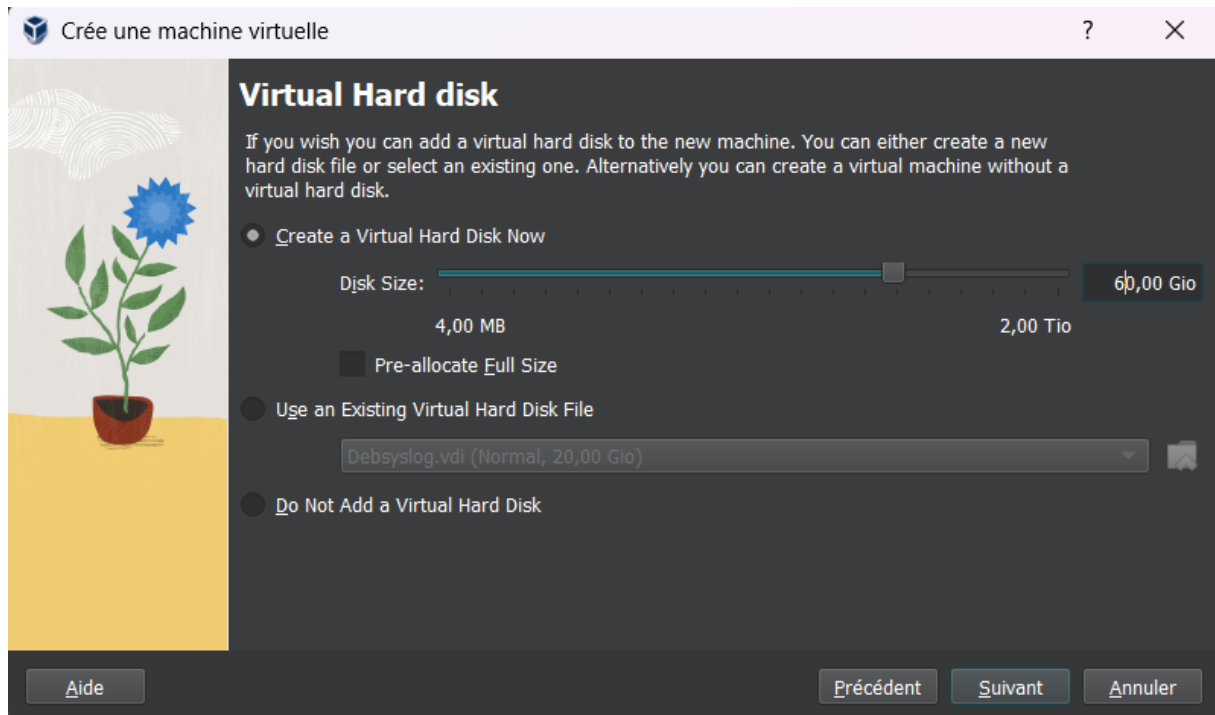 Crée une machine virtuelle ?
Virtual Hard disk
If you wish you can add a virtual hard disk to the new machine. You can either create a new
hard disk file or select an existing one. Alternatively you can create a virtual machine without a
virtual hard disk.
Create a Virtual Hard Disk Now
Disk Size: 60,00 Gio
4,00 MB 2,00 Tio
Pre-allocate Full Size
Use an Existing Virtual Hard Disk File
Debsyslog.vdi (Normal, 20,00 Gio)
Do Not Add a Virtual Hard Disk
Aide Précédent Suivant Annuler